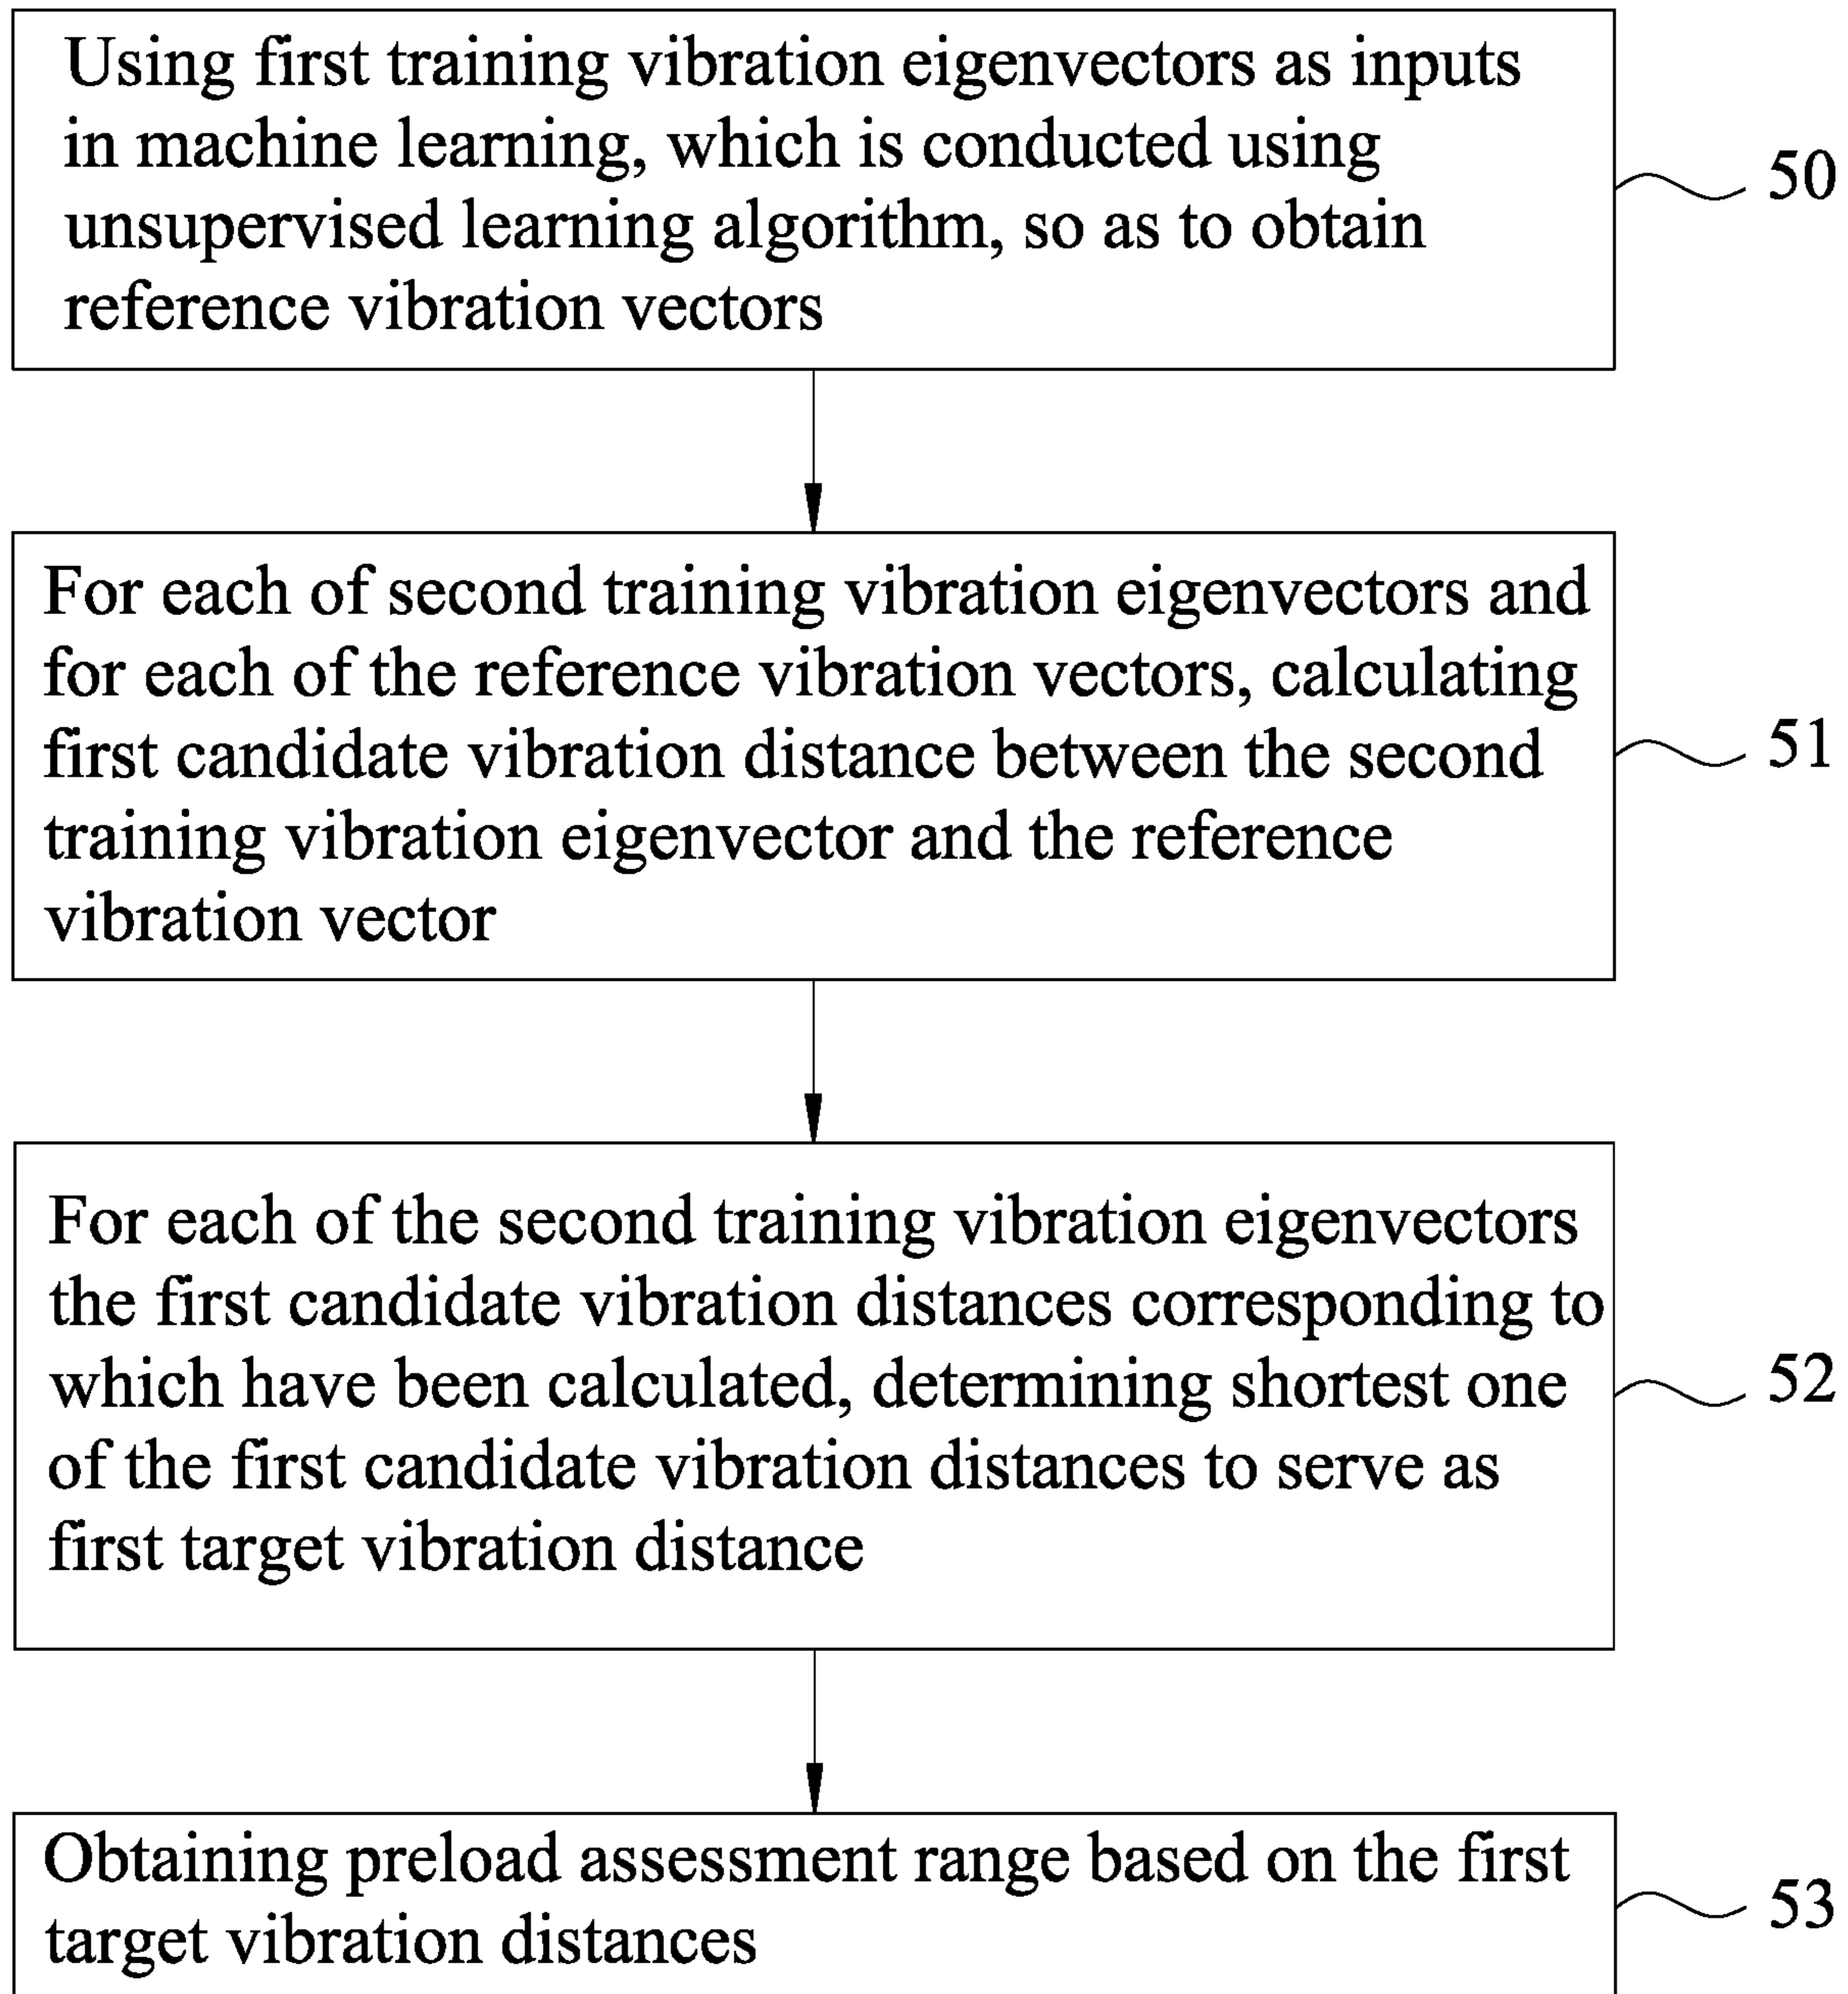 Using first training vibration eigenvectors as inputs
in machine learning, which is conducted using
unsupervised learning algorithm, so as to obtain
reference vibration vectors
50
For each of second training vibration eigenvectors and
for each of the reference vibration vectors, calculating
first candidate vibration distance between the second
training vibration eigenvector and the reference
vibration vector
51
For each of the second training vibration eigenvectors
the first candidate vibration distances corresponding to
which have been calculated, determining shortest one
of the first candidate vibration distances to serve as
first target vibration distance
52
Obtaining preload assessment range based on the first
target vibration distances
53